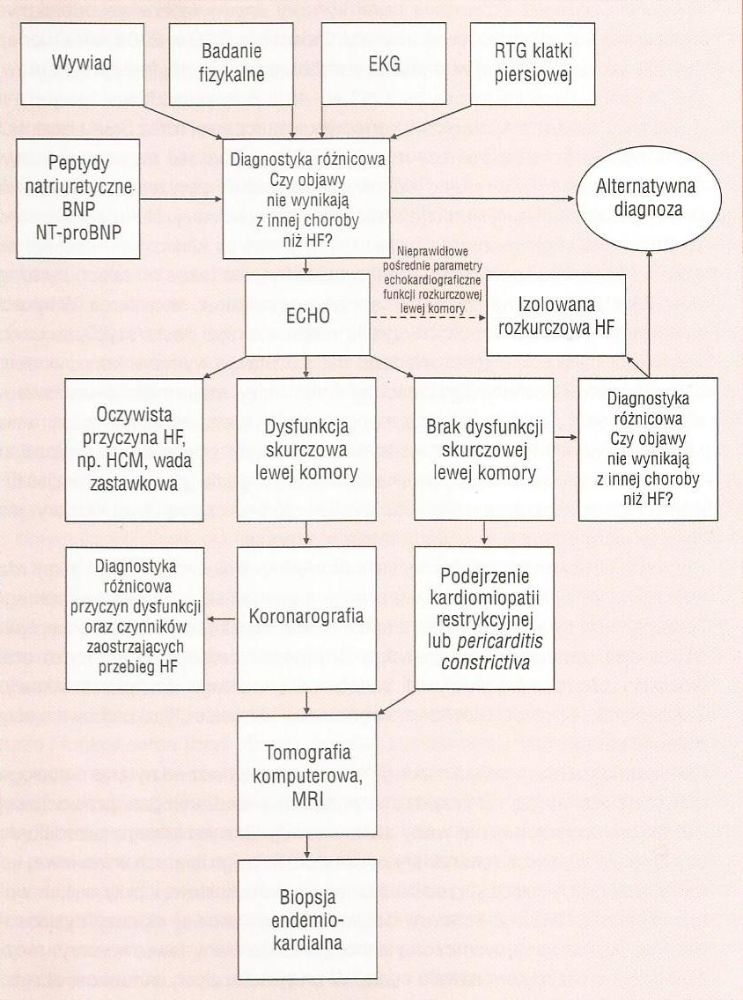 Wywiad
Badanie
fizykalne
EKG
RTG klatki
piersiowej
Peptydy
natriuretyczne
BNP
NT-proBNP
Diagnostyka różnicowa
Czy objawy
nie wynikają
z innej choroby
niż HF?
Alternatywna
diagnoza
Nieprawidłowe
pośrednie parametry
echokardiograficzne
funkcji rozkurczowej
lewej komory
ECHO
Izolowana
rozkurczowa HF
Oczywista
przyczyna HF,
np. HCM, wada
zastawkowa
Dysfunkcja
skurczowa
lewej komory
Brak dysfunkcji
skurczowej
lewej komory
Diagnostyka
różnicowa
Czy objawy
nie wynikają
z innej choroby
niż HF?
Diagnostyka
różnicowa
przyczyn dysfunkcji
oraz czynników
zaostrzających
przebieg HF
Koronarografia
Podejrzenie
kardiomiopatii
restrykcyjnej
lub pericarditis
constrictiva
Tomografia
komputerowa,
MRI
Biopsja
endemio-
kardialna